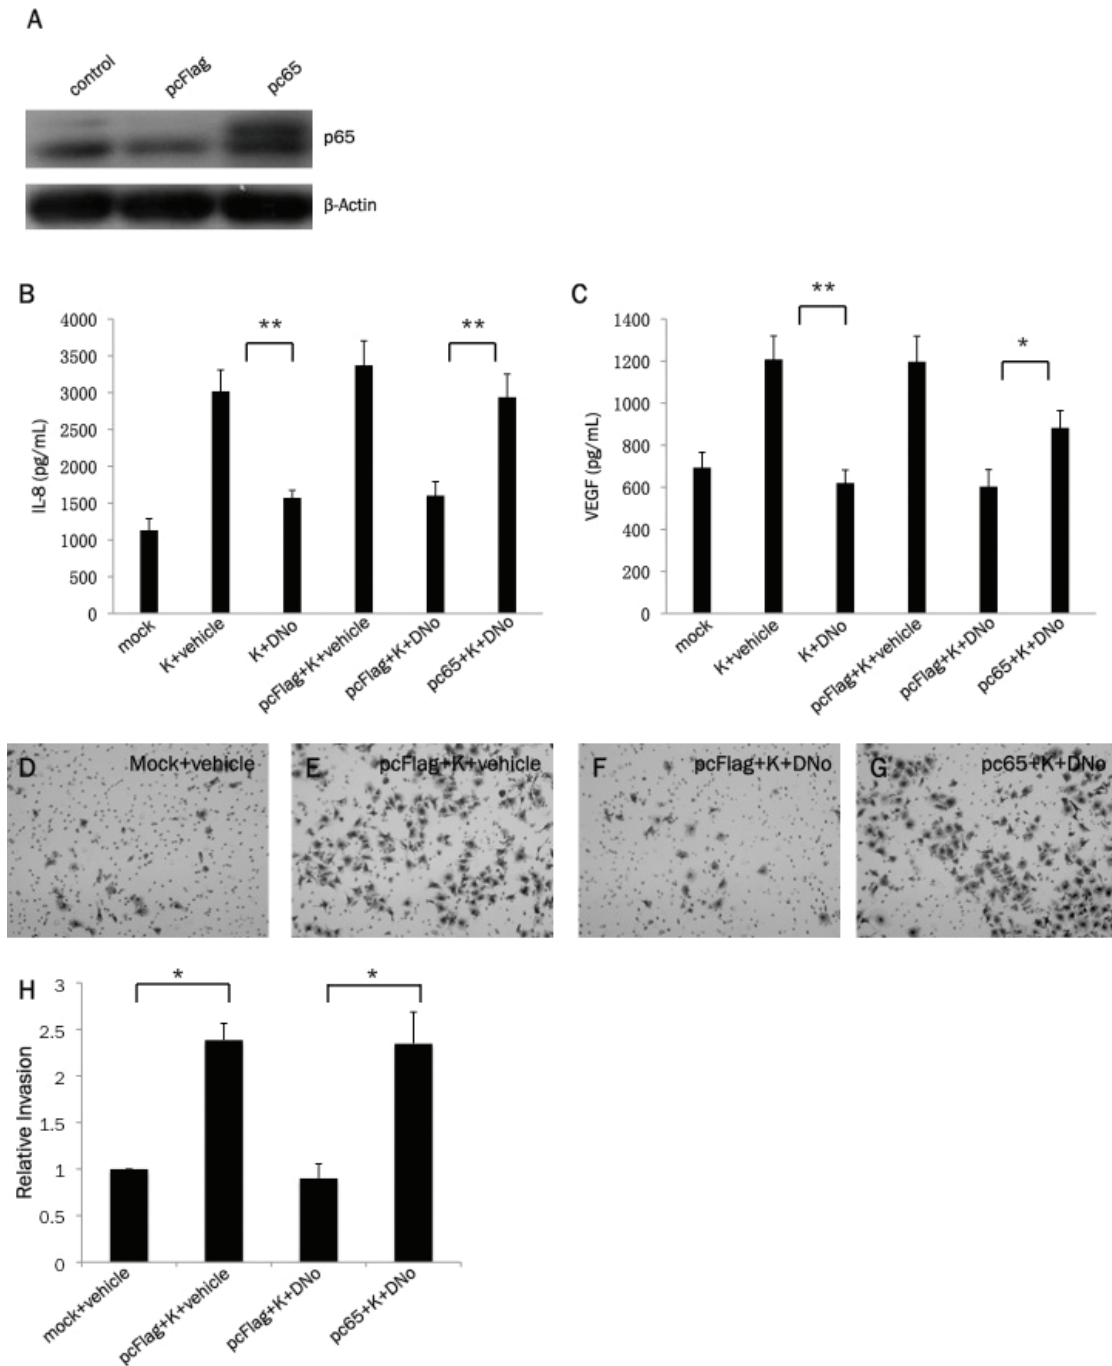 A
control pcFlag pc65
p65
β-Actin
B
** **
4000
3500
3000
2500
2000
1500
1000
500
0
IL-8 (pg/mL)
mock K+vehicle K+DNo pcFlag+K+vehicle pcFlag+K+DNo pc65+K+DNo
C
** *
1400
1200
1000
800
600
400
200
0
VEGF (pg/mL)
mock K+vehicle K+DNo pcFlag+K+vehicle pcFlag+K+DNo pc65+K+DNo
D Mock+vehicle
E pcFlag+K+vehicle
F pcFlag+K+DNo
G pc65+K+DNo
H
* *
3
2.5
2
1.5
1
0.5
0
Relative Invasion
mock+vehicle pcFlag+K+vehicle pcFlag+K+DNo pc65+K+DNo